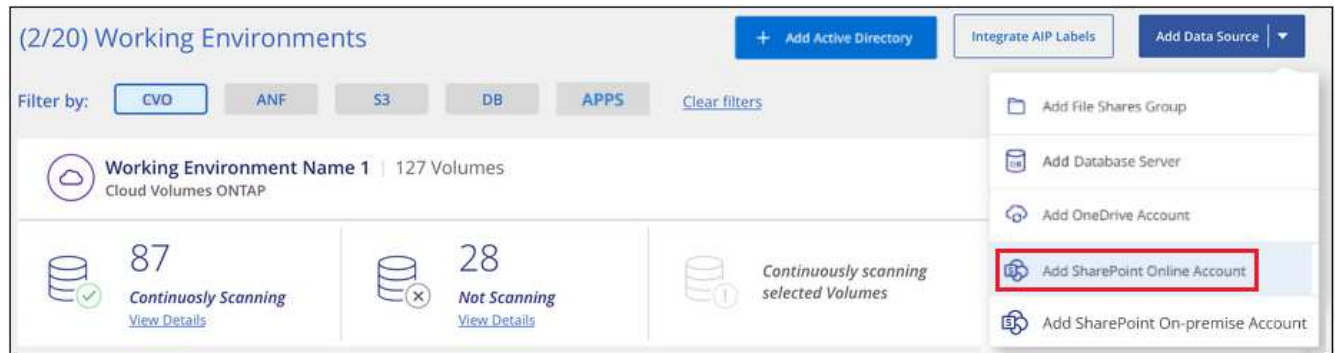 (2/20) Working Environments
+ Add Active Directory
Integrate AIP Labels
Add Data Source
Filter by: CVO ANF S3 DB APPS Clear filters
Add File Shares Group
Working Environment Name 1 | 127 Volumes
Cloud Volumes ONTAP
DB Add Database Server
Add OneDrive Account
87
Continuosly Scanning
View Details
28
Not Scanning
View Details
Continuously scanning
selected Volumes
S Add SharePoint Online Account
S Add SharePoint On-premise Account